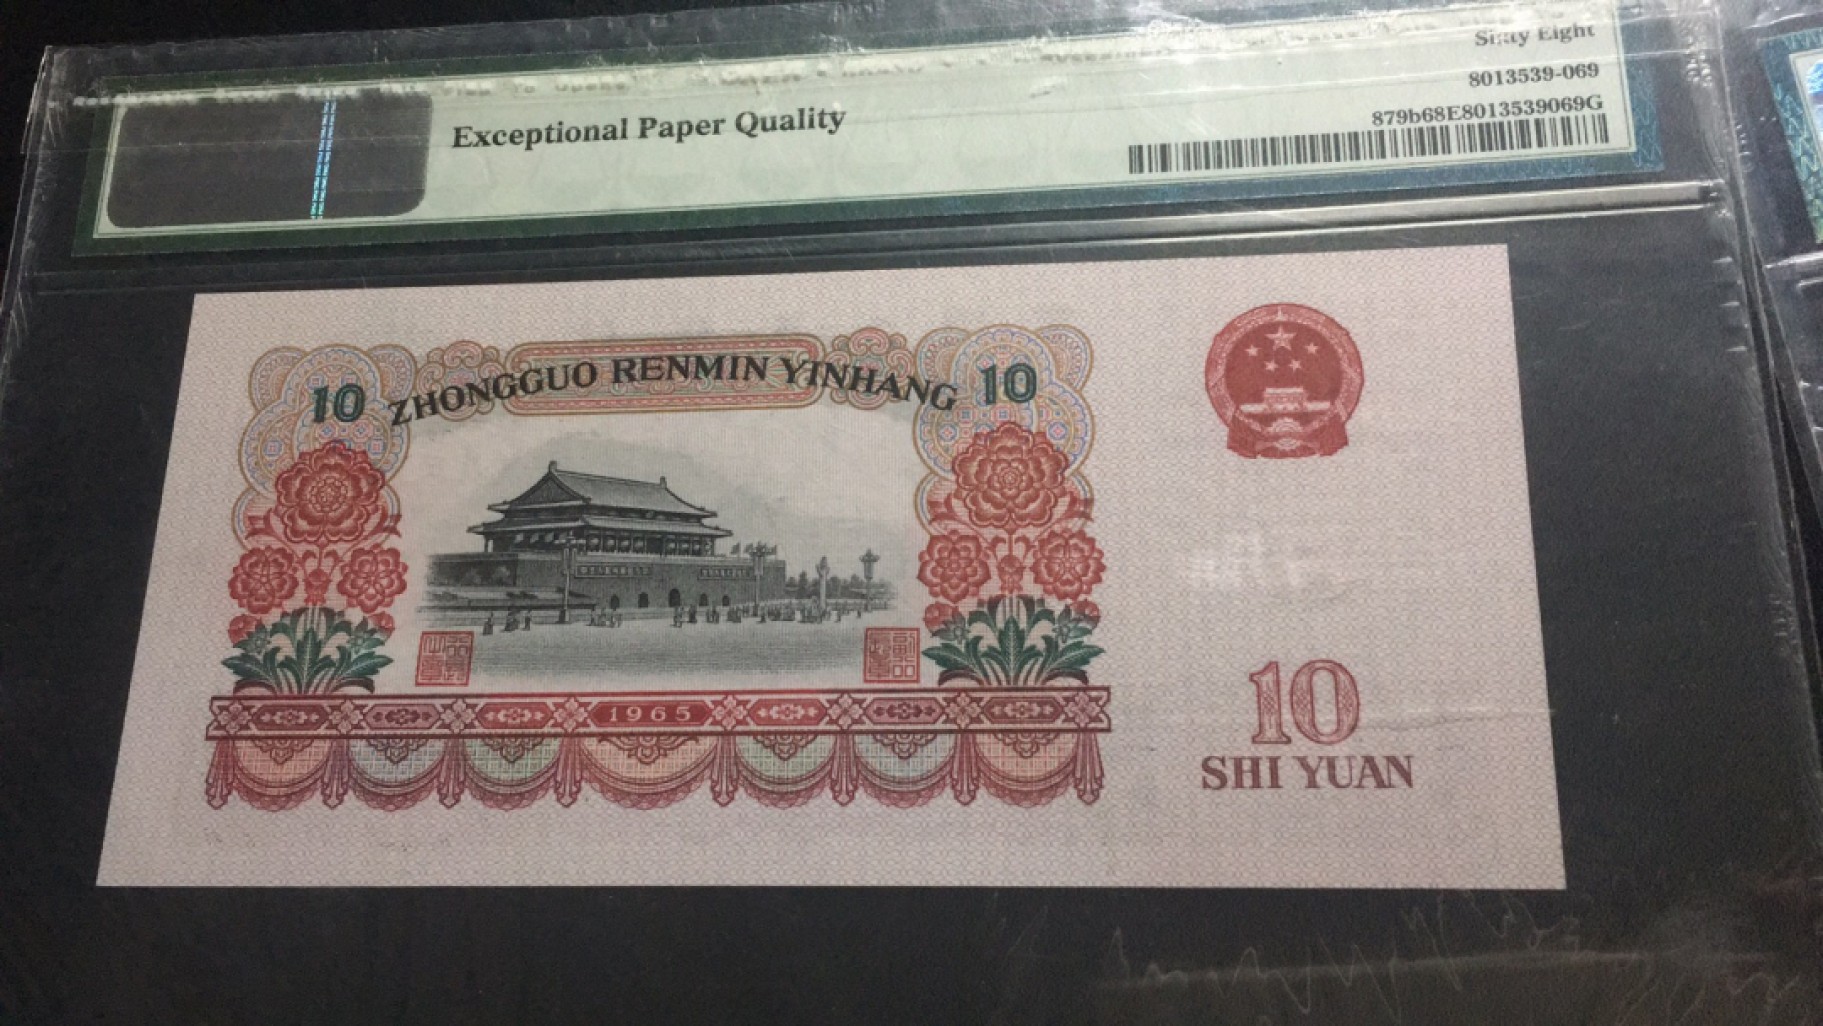 Sixty Eight
8013539-069
Exceptional Paper Quality
879b68E8013539069G
10 ZHONGGUO RENMIN YINHANG 10
1965
10
SHI YUAN